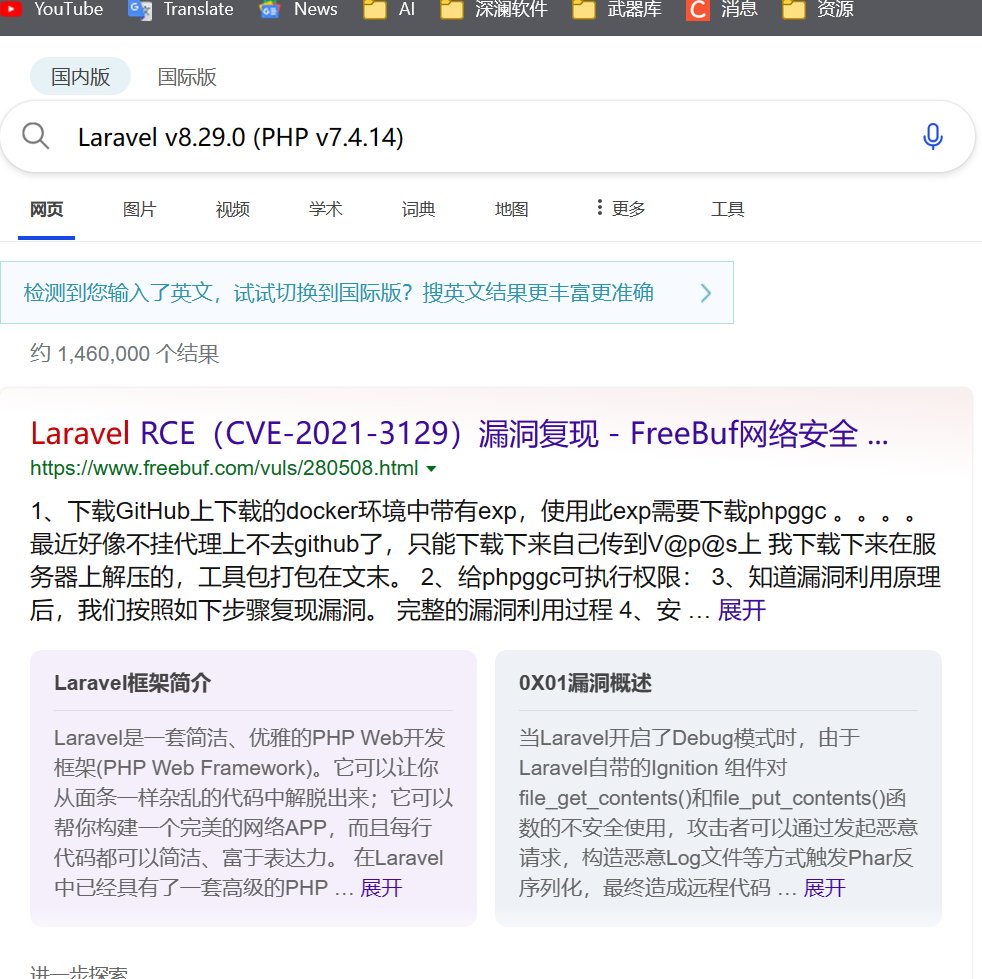 YouTube Translate News AI 深澜软件 武器库 C 消息 资源
国内版 国际版
Laravel v8.29.0 (PHP v7.4.14)
网页 图片 视频 学术 词典 地图 更多 工具
检测到您输入了英文，试试切换到国际版？搜英文结果更丰富更准确
约 1,460,000 个结果
Laravel RCE（CVE-2021-3129）漏洞复现 - FreeBuf网络安全 ...
https://www.freebuf.com/vuls/280508.html
1、下载GitHub上下载的docker环境中带有exp，使用此exp需要下载phpggc 。。。。
最近好像不挂代理上不去github了，只能下载下来自己传到V@p@s上 我下载下来在服
务器上解压的，工具包打包在文末。 2、给phpggc可执行权限： 3、知道漏洞利用原理
后，我们按照如下步骤复现漏洞。 完整的漏洞利用过程 4、安 … 展开
Laravel框架简介
Laravel是一套简洁、优雅的PHP Web开发
框架(PHP Web Framework)。它可以让你
从面条一样杂乱的代码中解脱出来；它可以
帮你构建一个完美的网络APP，而且每行
代码都可以简洁、富于表达力。 在Laravel
中已经具有了一套高级的PHP … 展开
0X01漏洞概述
当Laravel开启了Debug模式时，由于
Laravel自带的Ignition 组件对
file_get_contents()和file_put_contents()函
数的不安全使用，攻击者可以通过发起恶意
请求，构造恶意Log文件等方式触发Phar反
序列化，最终造成远程代码 … 展开
进一步探索